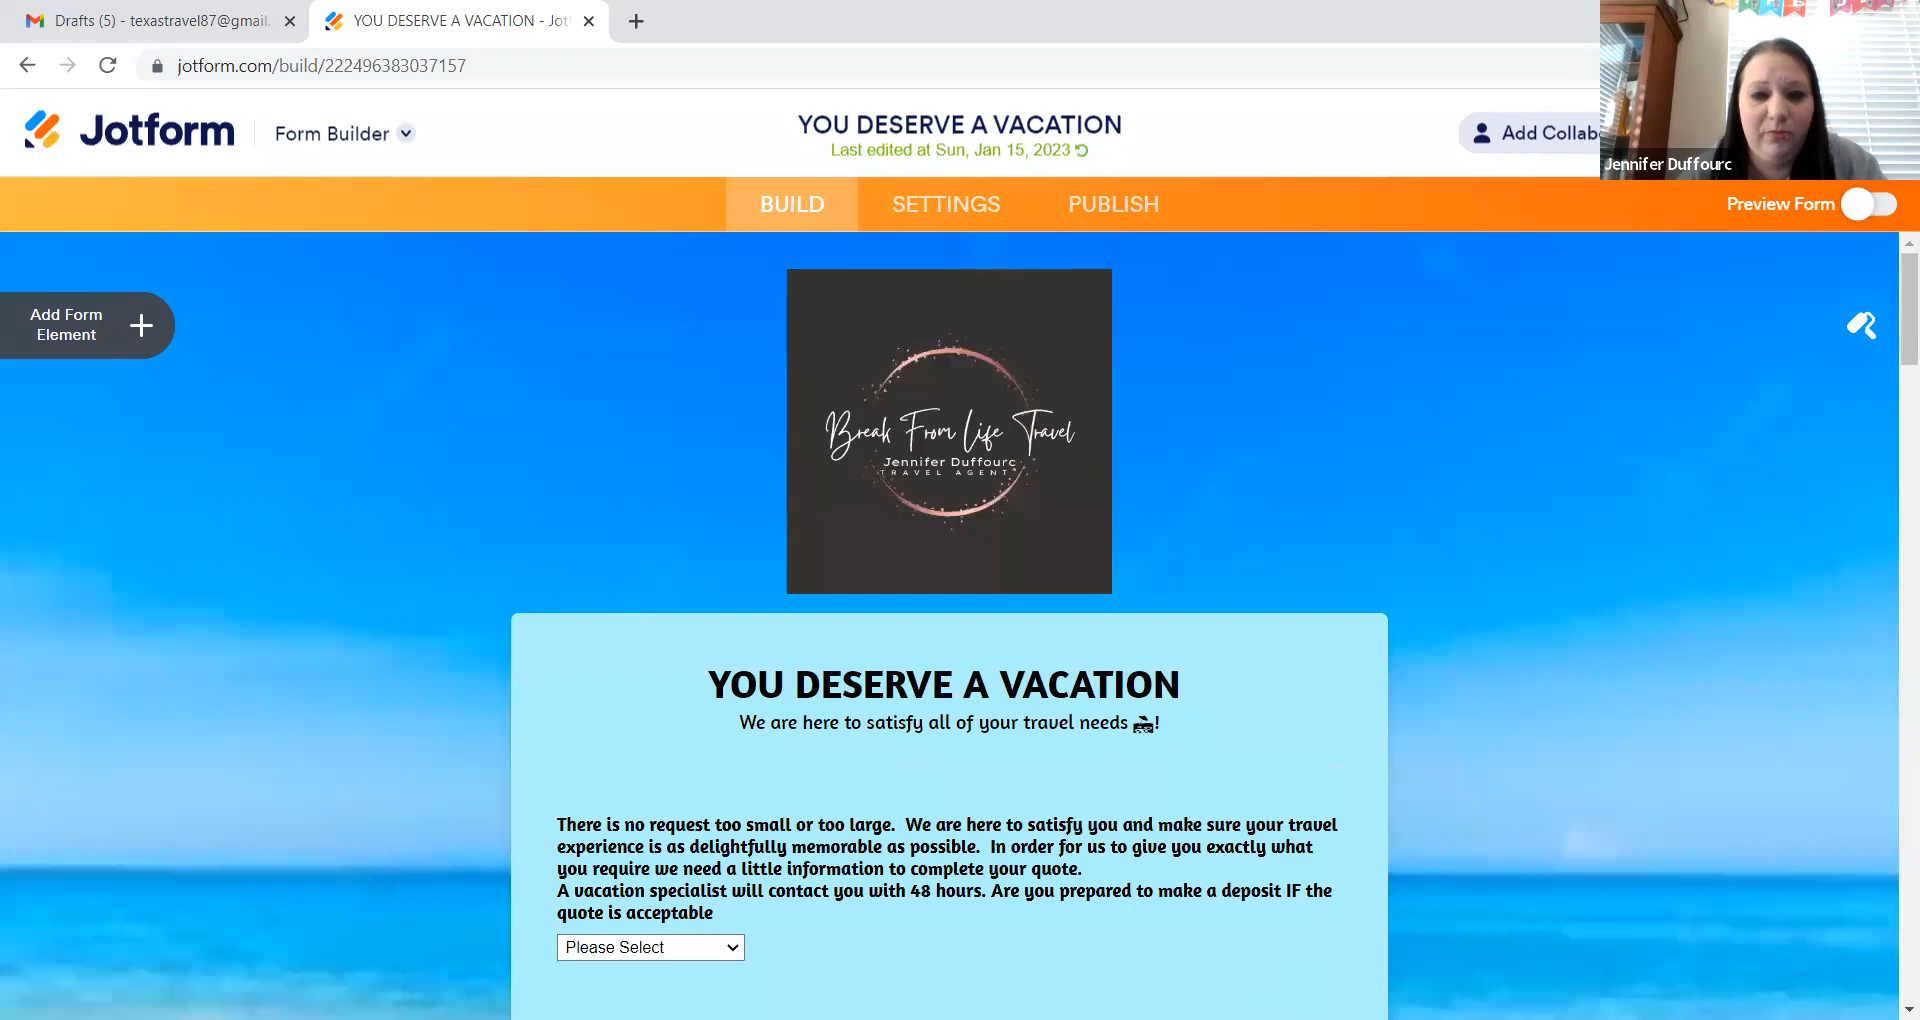 Drafts (5) - texastravel87@gmail.
YOU DESERVE A VACATION - Jot
jotform.com/build/222496383037157
Jotform
Form Builder
YOU DESERVE A VACATION
Last edited at Sun, Jan 15, 2023
Add Collab
Jennifer Duffourc
BUILD
SETTINGS
PUBLISH
Preview Form
Add Form
Element
Break From Life Travel
Jennifer Duffourc
TRAVEL AGENT
YOU DESERVE A VACATION
We are here to satisfy all of your travel needs 🏖!
There is no request too small or too large.  We are here to satisfy you and make sure your travel
experience is as delightfully memorable as possible.  In order for us to give you exactly what
you require we need a little information to complete your quote.
A vacation specialist will contact you with 48 hours. Are you prepared to make a deposit IF the
quote is acceptable
Please Select